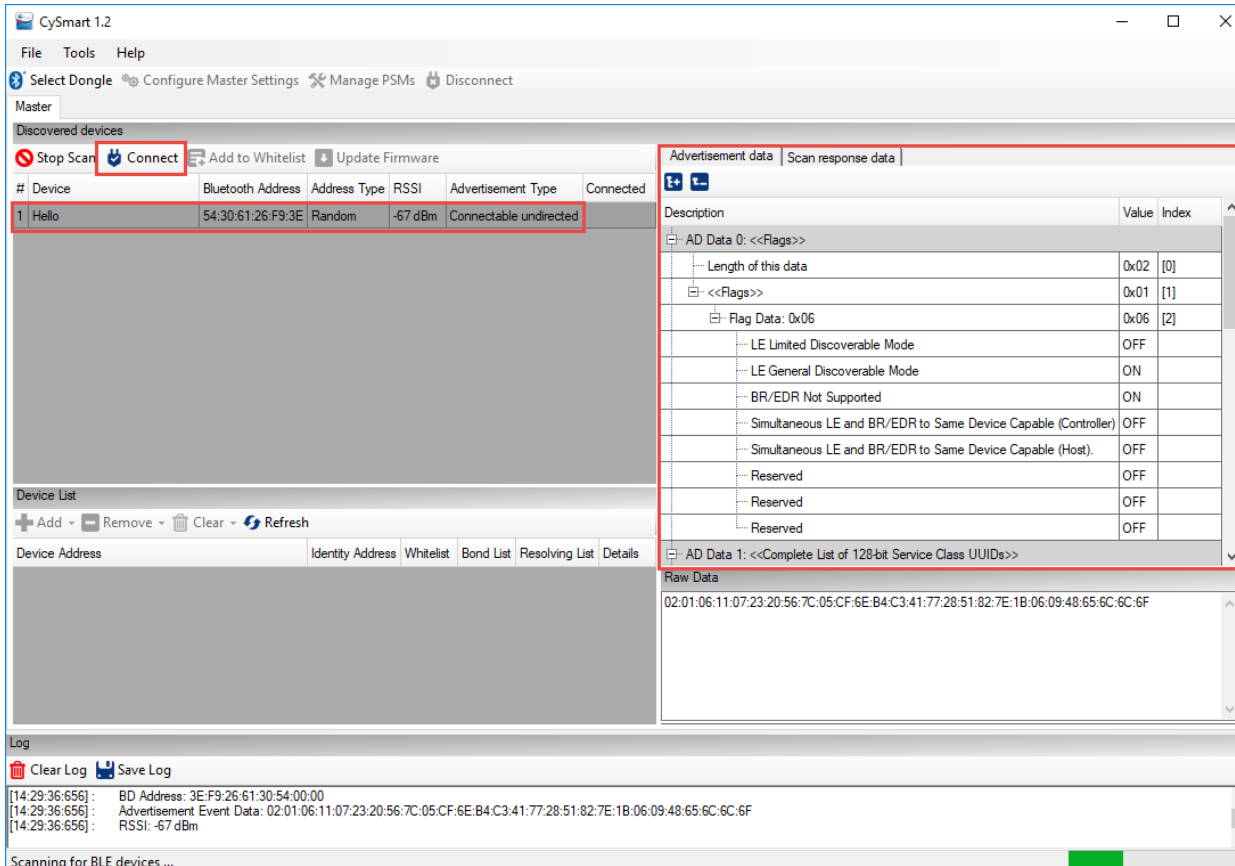 CySmart 1.2
File Tools Help
Select Dongle Configure Master Settings Manage PSMs Disconnect
Master
Discovered devices
Stop Scan Connect Add to Whitelist Update Firmware
# Device Bluetooth Address Address Type RSSI Advertisement Type Connected
1 Hello 54:30:61:26:F9:3E Random -67 dBm Connectable undirected
Advertisement data Scan response data
Description Value Index
AD Data 0: <<Flags>>
Length of this data 0x02 [0]
<<Flags>> 0x01 [1]
Flag Data: 0x06 0x06 [2]
LE Limited Discoverable Mode OFF
LE General Discoverable Mode ON
BR/EDR Not Supported ON
Simultaneous LE and BR/EDR to Same Device Capable (Controller) OFF
Simultaneous LE and BR/EDR to Same Device Capable (Host). OFF
Reserved OFF
Reserved OFF
Reserved OFF
AD Data 1: <<Complete List of 128-bit Service Class UUIDs>>
Device List
Add Remove Clear Refresh
Device Address Identity Address Whitelist Bond List Resolving List Details
Raw Data
02:01:06:11:07:23:20:56:7C:05:CF:6E:B4:C3:41:77:28:51:82:7E:1B:06:09:48:65:6C:6C:6F
Log
Clear Log Save Log
[14:29:36:656] : BD Address: 3E:F9:26:61:30:54:00:00
[14:29:36:656] : Advertisement Event Data: 02:01:06:11:07:23:20:56:7C:05:CF:6E:B4:C3:41:77:28:51:82:7E:1B:06:09:48:65:6C:6C:6F
[14:29:36:656] : RSSI: -67 dBm
Scanning for BLE devices ...